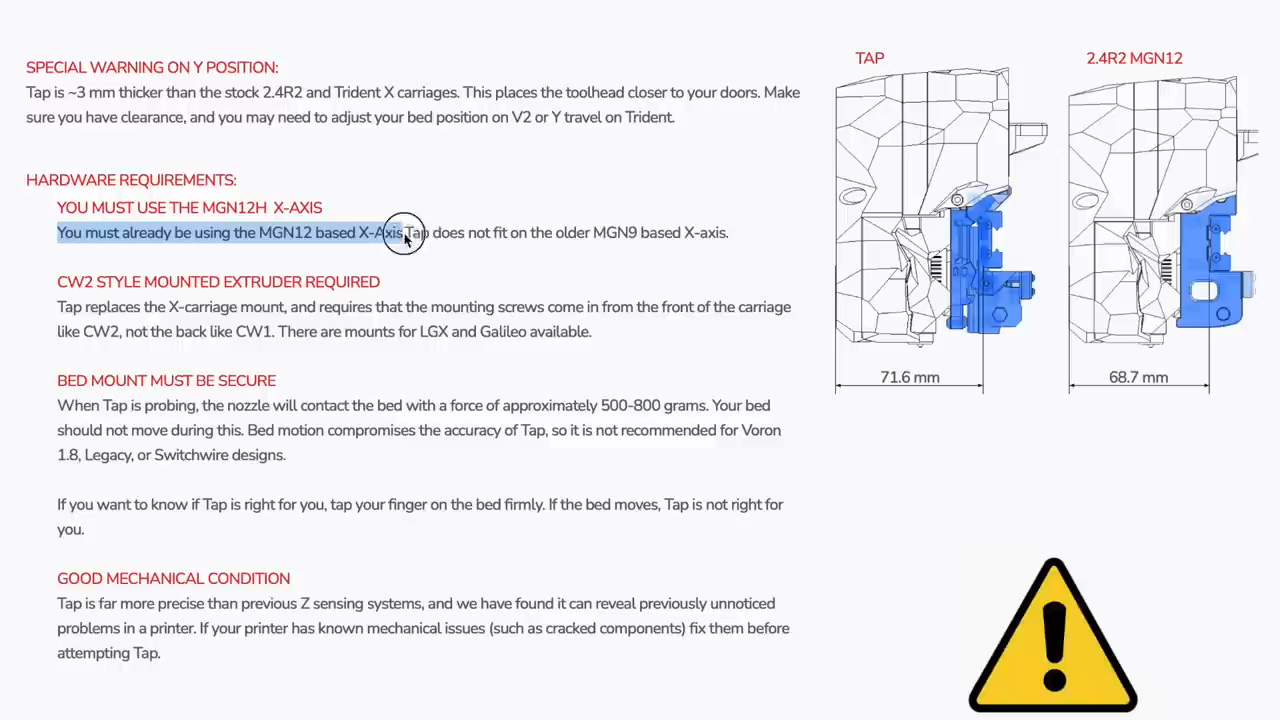 SPECIAL WARNING ON Y POSITION:
Tap is ~3 mm thicker than the stock 2.4R2 and Trident X carriages. This places the toolhead closer to your doors. Make
sure you have clearance, and you may need to adjust your bed position on V2 or Y travel on Trident.
HARDWARE REQUIREMENTS:
YOU MUST USE THE MGN12H X-AXIS
You must already be using the MGN12 based X-Axis Tap does not fit on the older MGN9 based X-axis.
CW2 STYLE MOUNTED EXTRUDER REQUIRED
Tap replaces the X-carriage mount, and requires that the mounting screws come in from the front of the carriage
like CW2, not the back like CW1. There are mounts for LGX and Galileo available.
BED MOUNT MUST BE SECURE
When Tap is probing, the nozzle will contact the bed with a force of approximately 500-800 grams. Your bed
should not move during this. Bed motion compromises the accuracy of Tap, so it is not recommended for Voron
1.8, Legacy, or Switchwire designs.
If you want to know if Tap is right for you, tap your finger on the bed firmly. If the bed moves, Tap is not right for
you.
GOOD MECHANICAL CONDITION
Tap is far more precise than previous Z sensing systems, and we have found it can reveal previously unnoticed
problems in a printer. If your printer has known mechanical issues (such as cracked components) fix them before
attempting Tap.
TAP
2.4R2 MGN12
71.6 mm
68.7 mm